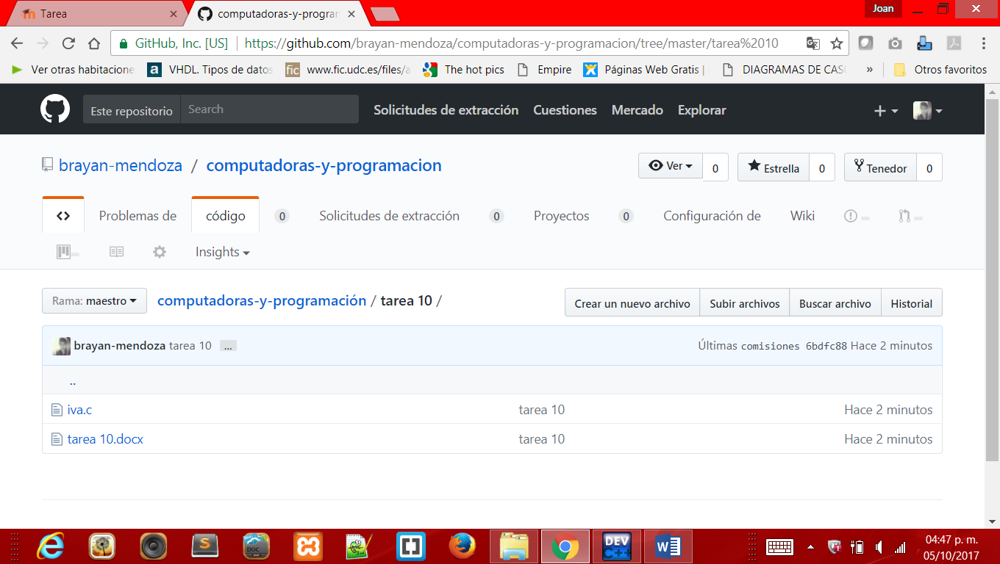 Tarea
computadoras-y-program
Joan
GitHub, Inc. [US]
https://github.com/brayan-mendoza/computadoras-y-programacion/tree/master/tarea%2010
Ver otras habitacione
VHDL. Tipos de datos
www.fic.udc.es/files/a
The hot pics
Empire
Páginas Web Gratis |
DIAGRAMAS DE CASO
»
Otros favoritos
Este repositorio
Search
Solicitudes de extracción
Cuestiones
Mercado
Explorar
brayan-mendoza / computadoras-y-programacion
Ver
0
Estrella
0
Tenedor
0
Problemas de
código
0
Solicitudes de extracción
0
Proyectos
0
Configuración de
Wiki
Insights
Rama: maestro
computadoras-y-programación / tarea 10 /
Crear un nuevo archivo
Subir archivos
Buscar archivo
Historial
brayan-mendoza tarea 10 ...
Últimas comisiones 6bdfc88 Hace 2 minutos
..
iva.c
tarea 10
Hace 2 minutos
tarea 10.docx
tarea 10
Hace 2 minutos
DOC
DEV
C++
04:47 p. m.
05/10/2017